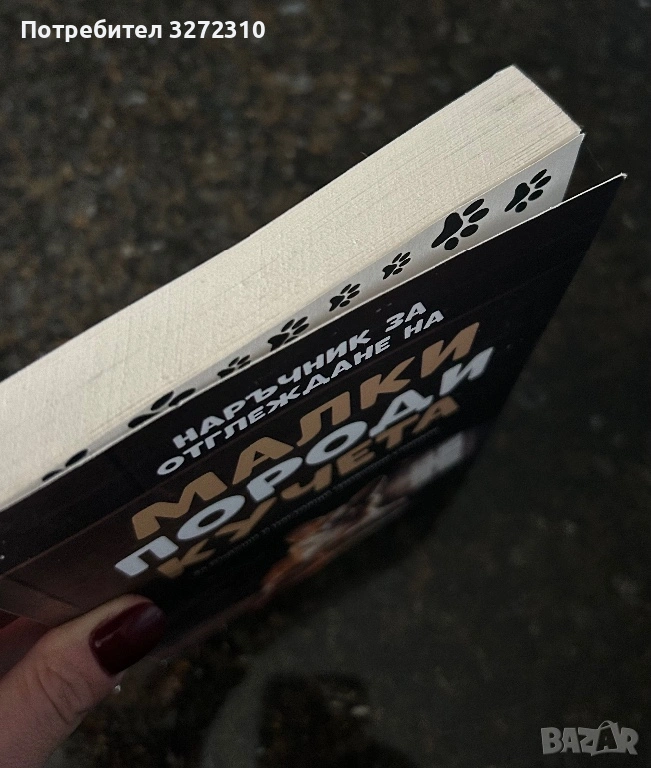 Потребител 3272310
НАРЪЧНИК ЗА
ОТГЛЕЖДАНЕ НА
МАЛКИ
ПОРОДИ
КУЧЕТА
BAZAR